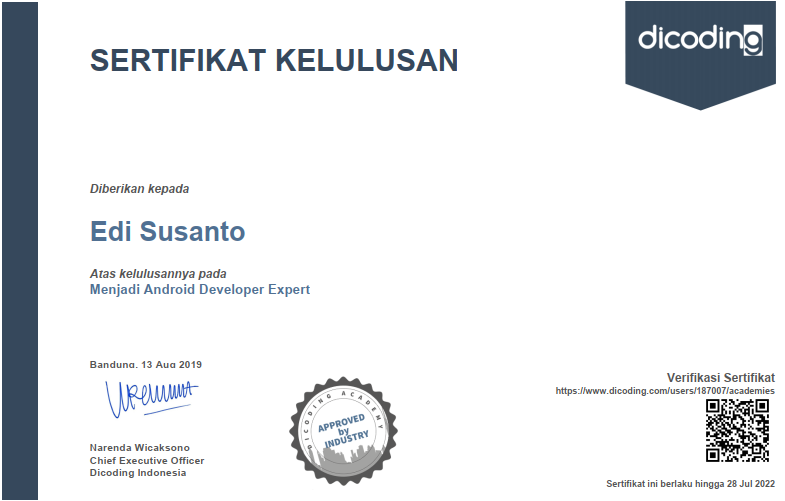 dicoding
SERTIFIKAT KELULUSAN
Diberikan kepada
Edi Susanto
Atas kelulusannya pada
Menjadi Android Developer Expert
Bandung, 13 Aug 2019
Narenda Wicaksono
Chief Executive Officer
Dicoding Indonesia
DICODING ACADEMY
APPROVED
by
INDUSTRY
Verifikasi Sertifikat
https://www.dicoding.com/users/187007/academies
Sertifikat ini berlaku hingga 28 Jul 2022